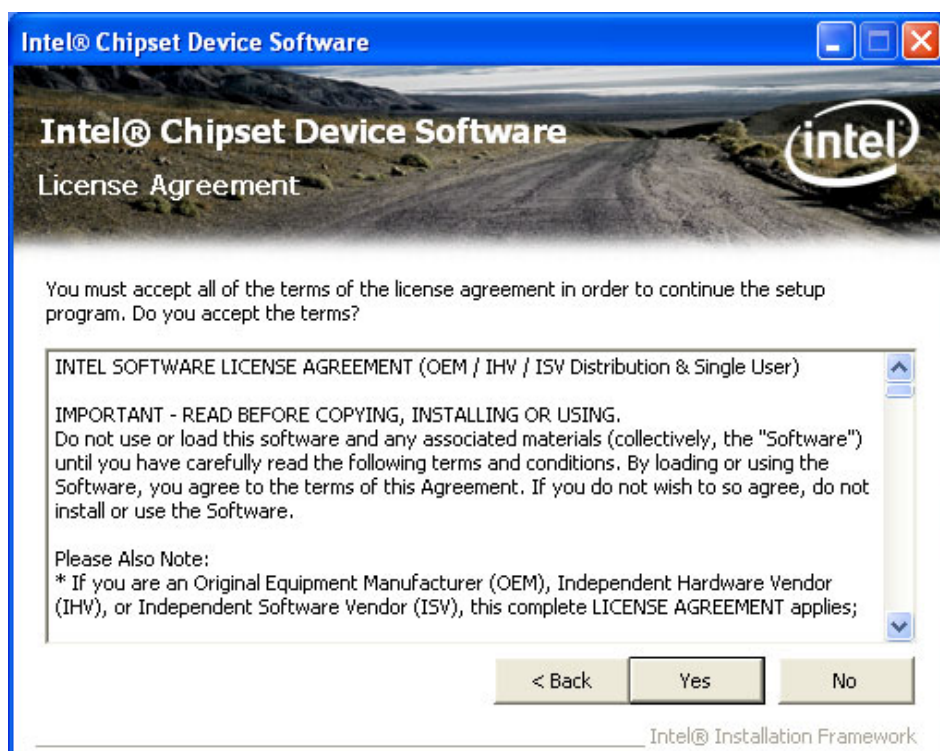 Intel® Chipset Device Software
Intel® Chipset Device Software
intel
License Agreement
You must accept all of the terms of the license agreement in order to continue the setup
program. Do you accept the terms?
INTEL SOFTWARE LICENSE AGREEMENT (OEM / IHV / ISV Distribution & Single User)
IMPORTANT - READ BEFORE COPYING, INSTALLING OR USING.
Do not use or load this software and any associated materials (collectively, the "Software")
until you have carefully read the following terms and conditions. By loading or using the
Software, you agree to the terms of this Agreement. If you do not wish to so agree, do not
install or use the Software.
Please Also Note:
* If you are an Original Equipment Manufacturer (OEM), Independent Hardware Vendor
(IHV), or Independent Software Vendor (ISV), this complete LICENSE AGREEMENT applies;
< Back Yes No
Intel® Installation Framework